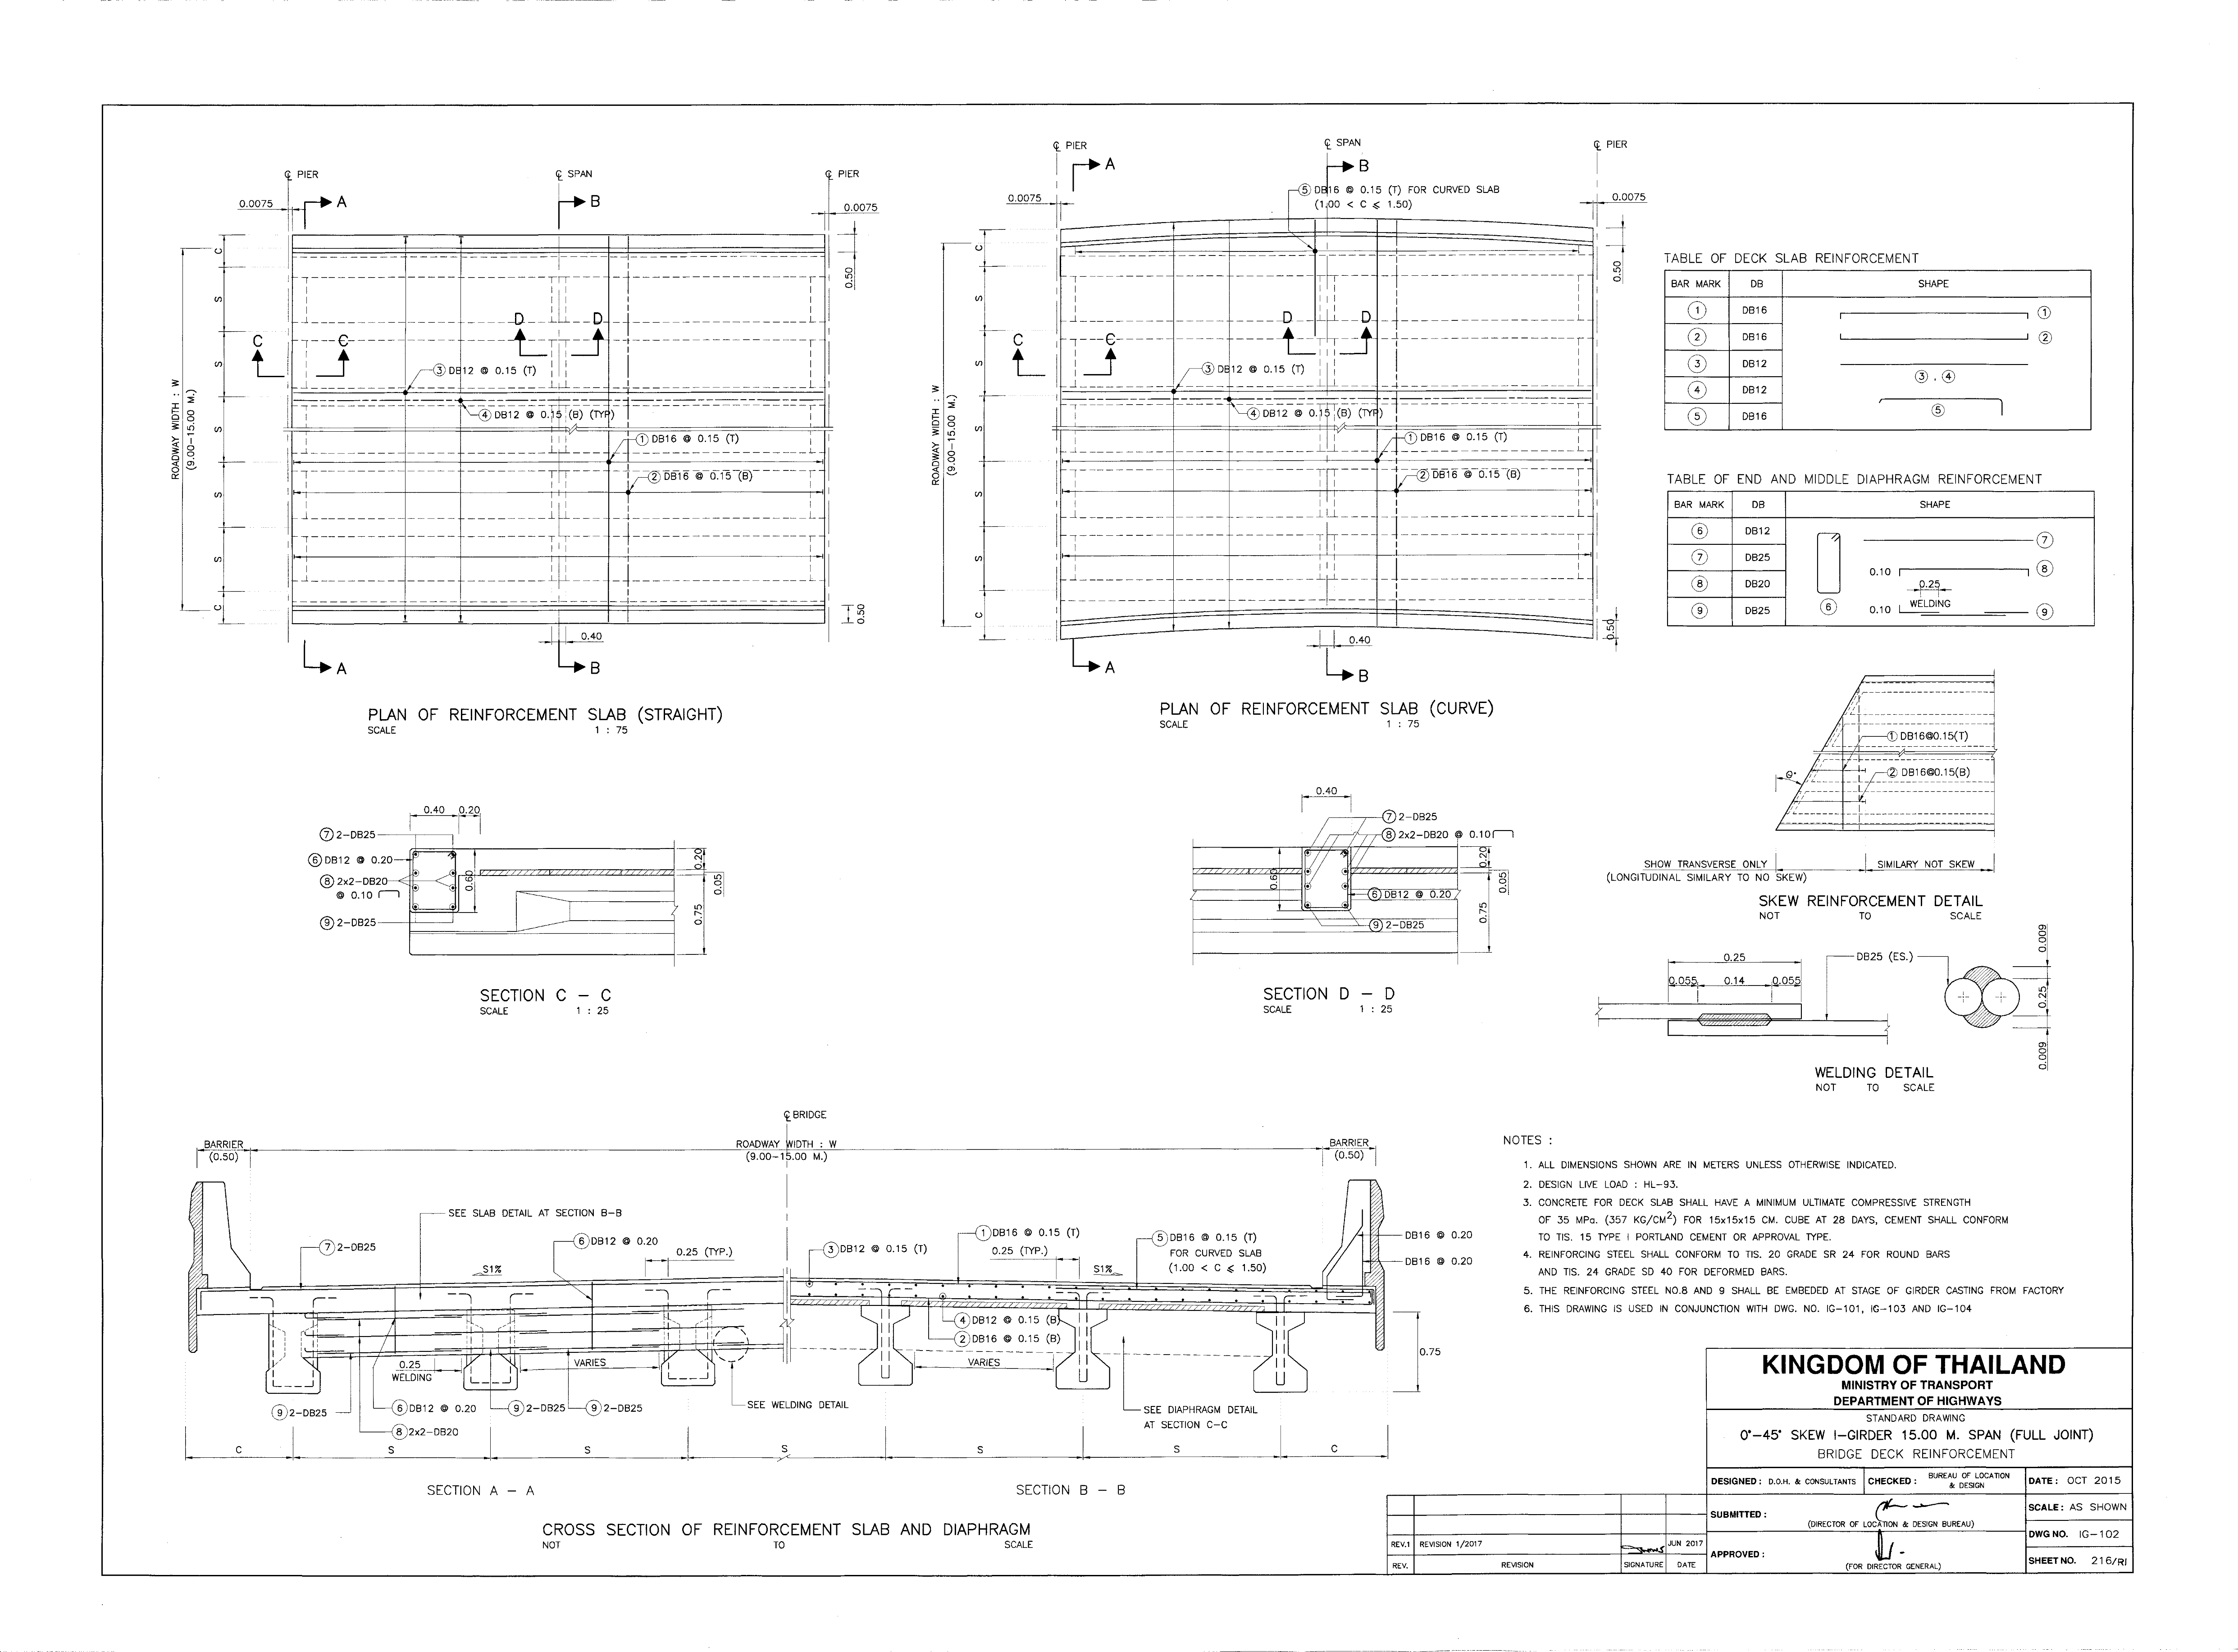 ℄ PIER
℄ SPAN
℄ PIER
0.0075
A
B
0.0075
C
S
S
S
S
S
C
ROADWAY WIDTH : W
(9.00-15.00 M.)
0.50
D
D
C
C
③ DB12 @ 0.15 (T)
④ DB12 @ 0.15 (B) (TYP)
① DB16 @ 0.15 (T)
② DB16 @ 0.15 (B)
0.50
0.40
A
B
PLAN OF REINFORCEMENT SLAB (STRAIGHT)
SCALE 1 : 75
℄ PIER
℄ SPAN
℄ PIER
A
B
⑤ DB16 @ 0.15 (T) FOR CURVED SLAB
(1.00 < C ⩽ 1.50)
0.0075
0.0075
C
S
S
S
S
S
C
ROADWAY WIDTH : W
(9.00-15.00 M.)
0.50
D
D
C
C
③ DB12 @ 0.15 (T)
④ DB12 @ 0.15 (B) (TYP)
① DB16 @ 0.15 (T)
② DB16 @ 0.15 (B)
0.50
0.40
A
B
PLAN OF REINFORCEMENT SLAB (CURVE)
SCALE 1 : 75
TABLE OF DECK SLAB REINFORCEMENT
BAR MARK DB SHAPE
① DB16 ①
② DB16 ②
③ DB12
④ DB12 ③ , ④
⑤ DB16 ⑤
TABLE OF END AND MIDDLE DIAPHRAGM REINFORCEMENT
BAR MARK DB SHAPE
⑥ DB12 ⑦
⑦ DB25
0.10 ⑧
⑧ DB20 0.25
WELDING
⑨ DB25 ⑥ 0.10 ⑨
① DB16@0.15(T)
② DB16@0.15(B)
θ°
SHOW TRANSVERSE ONLY
(LONGITUDINAL SIMILARY TO NO SKEW)
SIMILARY NOT SKEW
SKEW REINFORCEMENT DETAIL
NOT TO SCALE
0.40 0.20
⑦ 2-DB25
⑥ DB12 @ 0.20
⑧ 2x2-DB20
@ 0.10
⑨ 2-DB25
0.60
0.20
0.05
0.75
SECTION C - C
SCALE 1 : 25
0.40
⑦ 2-DB25
⑧ 2x2-DB20 @ 0.10
⑥ DB12 @ 0.20
⑨ 2-DB25
0.60
0.20
0.05
0.75
SECTION D - D
SCALE 1 : 25
0.25
0.055 0.14 0.055
DB25 (ES.)
0.009
0.25
0.009
WELDING DETAIL
NOT TO SCALE
℄ BRIDGE
BARRIER
(0.50)
ROADWAY WIDTH : W
(9.00-15.00 M.)
BARRIER
(0.50)
SEE SLAB DETAIL AT SECTION B-B
⑦ 2-DB25
⑥ DB12 @ 0.20
0.25 (TYP.)
S1%
③ DB12 @ 0.15 (T)
① DB16 @ 0.15 (T)
0.25 (TYP.)
S1%
⑤ DB16 @ 0.15 (T)
FOR CURVED SLAB
(1.00 < C ⩽ 1.50)
DB16 @ 0.20
DB16 @ 0.20
④ DB12 @ 0.15 (B)
② DB16 @ 0.15 (B)
0.75
0.25
WELDING
VARIES
VARIES
⑨ 2-DB25
⑥ DB12 @ 0.20
⑨ 2-DB25
⑨ 2-DB25
⑧ 2x2-DB20
SEE WELDING DETAIL
SEE DIAPHRAGM DETAIL
AT SECTION C-C
C S S S S S C
SECTION A - A
SECTION B - B
CROSS SECTION OF REINFORCEMENT SLAB AND DIAPHRAGM
NOT TO SCALE
NOTES :
1. ALL DIMENSIONS SHOWN ARE IN METERS UNLESS OTHERWISE INDICATED.
2. DESIGN LIVE LOAD : HL-93.
3. CONCRETE FOR DECK SLAB SHALL HAVE A MINIMUM ULTIMATE COMPRESSIVE STRENGTH
OF 35 MPa. (357 KG/CM²) FOR 15x15x15 CM. CUBE AT 28 DAYS, CEMENT SHALL CONFORM
TO TIS. 15 TYPE I PORTLAND CEMENT OR APPROVAL TYPE.
4. REINFORCING STEEL SHALL CONFORM TO TIS. 20 GRADE SR 24 FOR ROUND BARS
AND TIS. 24 GRADE SD 40 FOR DEFORMED BARS.
5. THE REINFORCING STEEL NO.8 AND 9 SHALL BE EMBEDED AT STAGE OF GIRDER CASTING FROM FACTORY
6. THIS DRAWING IS USED IN CONJUNCTION WITH DWG. NO. IG-101, IG-103 AND IG-104
KINGDOM OF THAILAND
MINISTRY OF TRANSPORT
DEPARTMENT OF HIGHWAYS
STANDARD DRAWING
0°-45° SKEW I-GIRDER 15.00 M. SPAN (FULL JOINT)
BRIDGE DECK REINFORCEMENT
DESIGNED : D.O.H. & CONSULTANTS
CHECKED : BUREAU OF LOCATION
& DESIGN
DATE : OCT 2015
SUBMITTED :
(DIRECTOR OF LOCATION & DESIGN BUREAU)
SCALE : AS SHOWN
DWG NO. IG-102
APPROVED :
(FOR DIRECTOR GENERAL)
SHEET NO. 216/R1
REV.1 REVISION 1/2017 JUN 2017
REV. REVISION SIGNATURE DATE